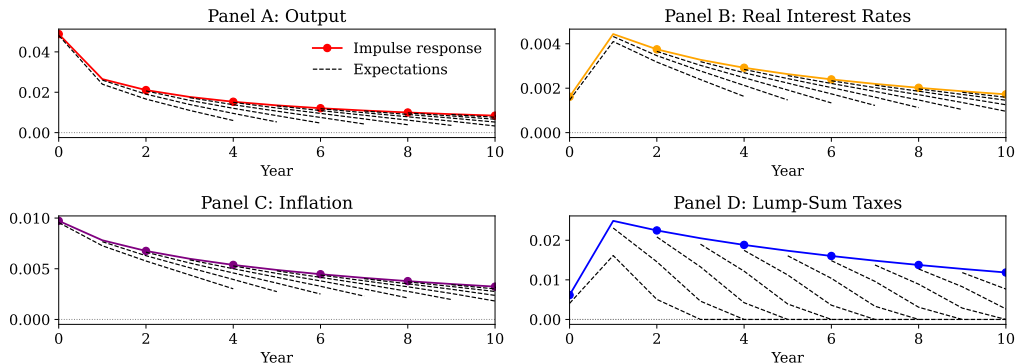 Panel A: Output
0.04
0.02
0.00
Impulse response
Expectations
0 2 4 6 8 10
Year
Panel B: Real Interest Rates
0.004
0.002
0.000
0 2 4 6 8 10
Year
Panel C: Inflation
0.010
0.005
0.000
0 2 4 6 8 10
Year
Panel D: Lump-Sum Taxes
0.02
0.01
0.00
0 2 4 6 8 10
Year